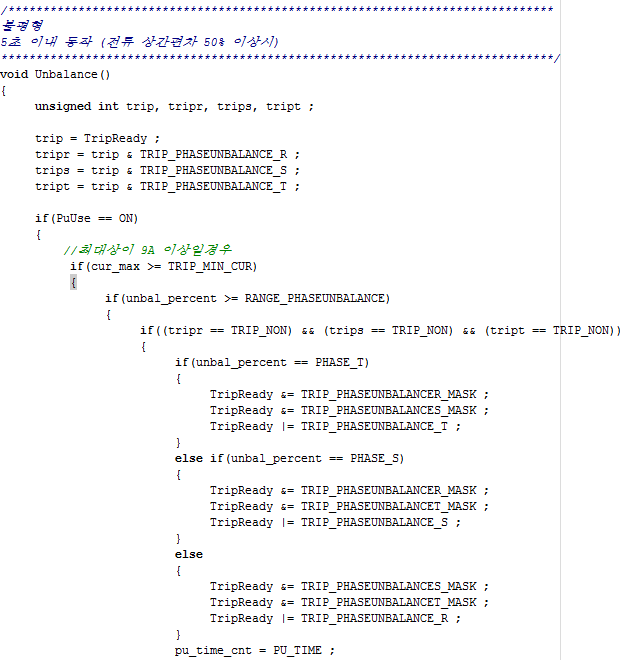 /******************************************************************************
불평형
5초 이내 동작 (전류 상간편차 50% 이상시)
*******************************************************************************/
void Unbalance()
{
unsigned int trip, tripr, trips, tript ;
trip = TripReady ;
tripr = trip & TRIP_PHASEUNBALANCE_R ;
trips = trip & TRIP_PHASEUNBALANCE_S ;
tript = trip & TRIP_PHASEUNBALANCE_T ;
if(PuUse == ON)
{
//최대상이 9A 이상일경우
if(cur_max >= TRIP_MIN_CUR)
{
if(unbal_percent >= RANGE_PHASEUNBALANCE)
{
if((tripr == TRIP_NON) && (trips == TRIP_NON) && (tript == TRIP_NON))
{
if(unbal_percent == PHASE_T)
{
TripReady &= TRIP_PHASEUNBALANCER_MASK ;
TripReady &= TRIP_PHASEUNBALANCES_MASK ;
TripReady |= TRIP_PHASEUNBALANCE_T ;
}
else if(unbal_percent == PHASE_S)
{
TripReady &= TRIP_PHASEUNBALANCER_MASK ;
TripReady &= TRIP_PHASEUNBALANCET_MASK ;
TripReady |= TRIP_PHASEUNBALANCE_S ;
}
else
{
TripReady &= TRIP_PHASEUNBALANCES_MASK ;
TripReady &= TRIP_PHASEUNBALANCET_MASK ;
TripReady |= TRIP_PHASEUNBALANCE_R ;
}
pu_time_cnt = PU_TIME ;